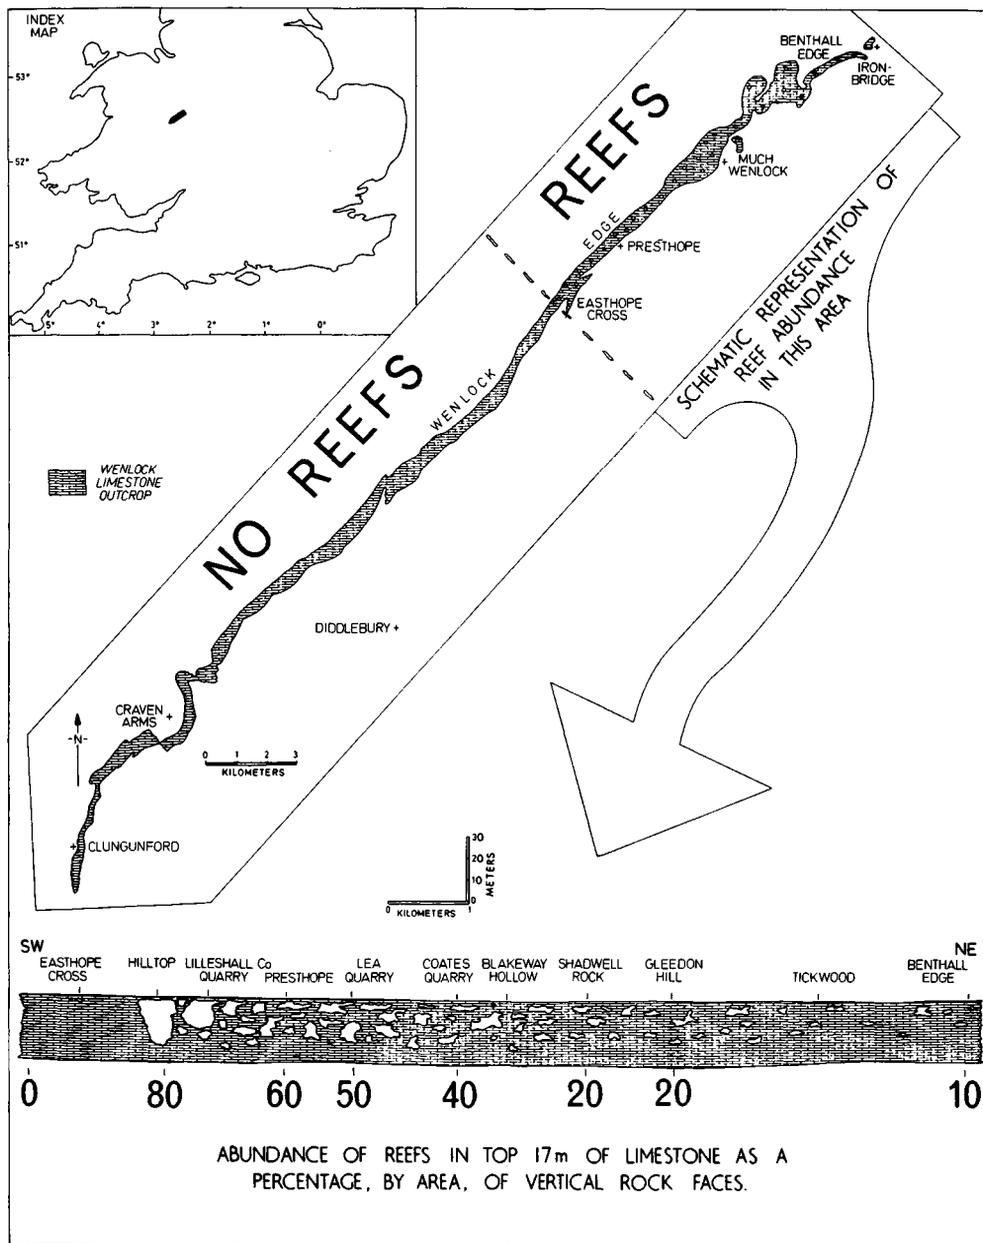 INDEX
MAP
53°
52°
51°
5°
4°
3°
2°
1°
0°
BENTHALL
EDGE
IRON-
BRIDGE
MUCH
WENLOCK
EDGE
PRESTHOPE
EASTHOPE
CROSS
WENLOCK
REEFS
NO REEFS
SCHEMATIC REPRESENTATION OF
REEF ABUNDANCE
IN THIS AREA
WENLOCK
LIMESTONE
OUTCROP
DIDDLEBURY
CRAVEN
ARMS
-N-
0 1 2 3
KILOMETERS
CLUNGUNFORD
30
20
10
0
METERS
0 1
KILOMETERS
SW
NE
EASTHOPE
CROSS
HILLTOP
LILLESHALL Co
QUARRY
PRESTHOPE
LEA
QUARRY
COATES
QUARRY
BLAKEWAY
HOLLOW
SHADWELL
ROCK
GLEEDON
HILL
TICKWOOD
BENTHALL
EDGE
0 80 60 50 40 20 20 10
ABUNDANCE OF REEFS IN TOP 17m OF LIMESTONE AS A
PERCENTAGE, BY AREA, OF VERTICAL ROCK FACES.